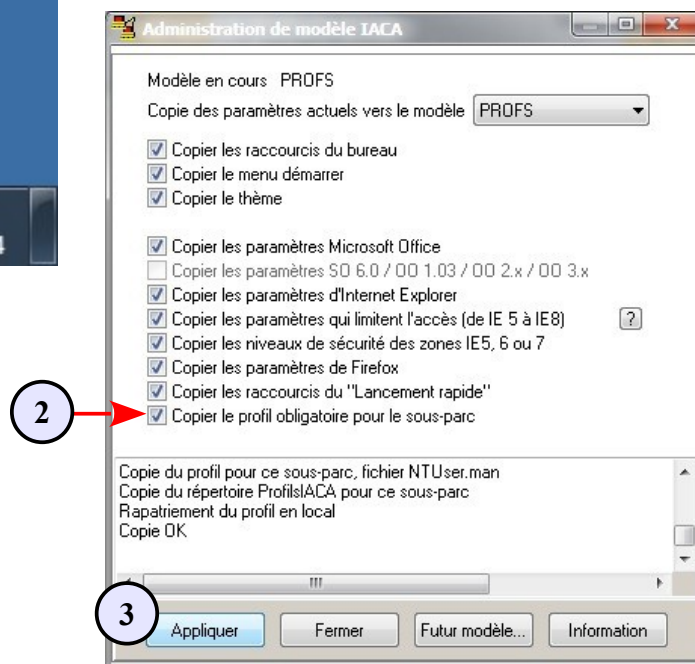 Administration de modèle IACA
Modèle en cours PROFS
Copie des paramètres actuels vers le modèle PROFS
Copier les raccourcis du bureau
Copier le menu démarrer
Copier le thème
Copier les paramètres Microsoft Office
Copier les paramètres SO 6.0 / OO 1.03 / OO 2.x / OO 3.x
Copier les paramètres d'Internet Explorer
Copier les paramètres qui limitent l'accès (de IE 5 à IE8) ?
Copier les niveaux de sécurité des zones IE5, 6 ou 7
Copier les paramètres de Firefox
Copier les raccourcis du "Lancement rapide"
2 Copier le profil obligatoire pour le sous-parc
Copie du profil pour ce sous-parc, fichier NTUser.man
Copie du répertoire ProfilsIACA pour ce sous-parc
Rapatriement du profil en local
Copie OK
3 Appliquer Fermer Futur modèle... Information